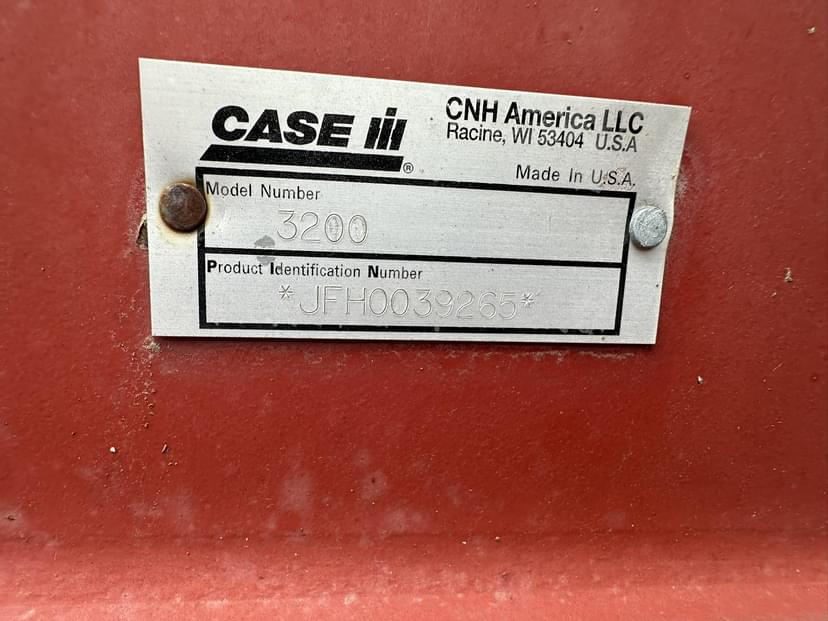 CASE IH ®
CNH America LLC
Racine, WI 53404 U.S.A
Made In U.S.A.
Model Number
3200
Product Identification Number
*JFH0039265*